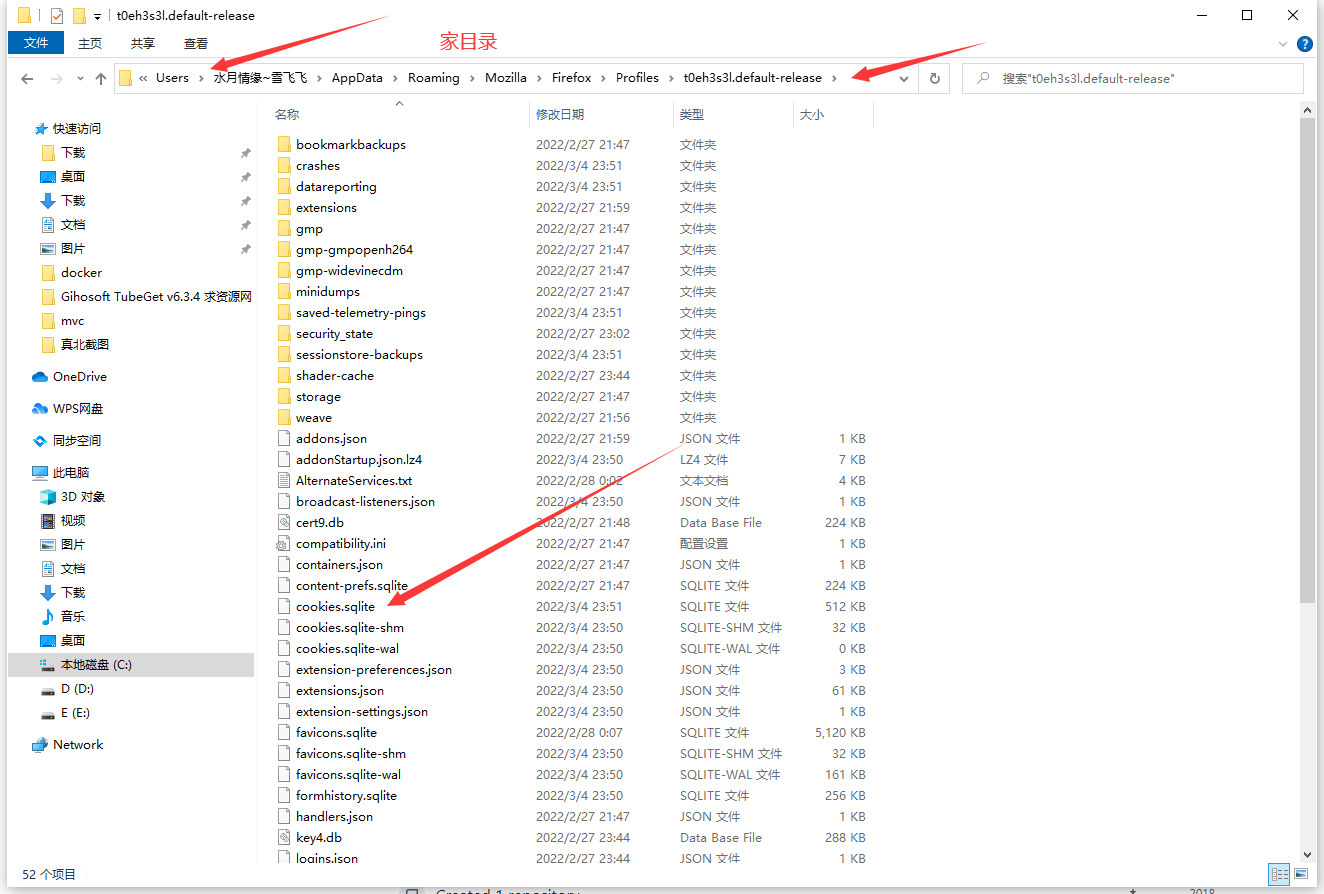 t0eh3s3l.default-release
文件 主页 共享 查看
家目录
« Users › 水月情缘~雪飞飞 › AppData › Roaming › Mozilla › Firefox › Profiles › t0eh3s3l.default-release ›
搜索"t0eh3s3l.default-release"
快速访问
下载
桌面
下载
文档
图片
docker
Gihosoft TubeGet v6.3.4 求资源网
mvc
真北截图
OneDrive
WPS网盘
同步空间
此电脑
3D 对象
视频
图片
文档
下载
音乐
桌面
本地磁盘 (C:)
D (D:)
E (E:)
Network
名称 修改日期 类型 大小
bookmarkbackups 2022/2/27 21:47 文件夹
crashes 2022/3/4 23:51 文件夹
datareporting 2022/3/4 23:51 文件夹
extensions 2022/2/27 21:59 文件夹
gmp 2022/2/27 21:47 文件夹
gmp-gmpopenh264 2022/2/27 21:47 文件夹
gmp-widevinecdm 2022/2/27 21:47 文件夹
minidumps 2022/2/27 21:47 文件夹
saved-telemetry-pings 2022/3/4 23:51 文件夹
security_state 2022/2/27 23:02 文件夹
sessionstore-backups 2022/3/4 23:51 文件夹
shader-cache 2022/2/27 23:44 文件夹
storage 2022/2/27 21:47 文件夹
weave 2022/2/27 21:56 文件夹
addons.json 2022/2/27 21:59 JSON 文件 1 KB
addonStartup.json.lz4 2022/3/4 23:50 LZ4 文件 7 KB
AlternateServices.txt 2022/2/28 0:02 文本文档 4 KB
broadcast-listeners.json 2022/3/4 23:50 JSON 文件 1 KB
cert9.db 2022/2/27 21:48 Data Base File 224 KB
compatibility.ini 2022/2/27 21:47 配置设置 1 KB
containers.json 2022/2/27 21:47 JSON 文件 1 KB
content-prefs.sqlite 2022/2/27 21:47 SQLITE 文件 224 KB
cookies.sqlite 2022/3/4 23:51 SQLITE 文件 512 KB
cookies.sqlite-shm 2022/3/4 23:50 SQLITE-SHM 文件 32 KB
cookies.sqlite-wal 2022/3/4 23:50 SQLITE-WAL 文件 0 KB
extension-preferences.json 2022/3/4 23:50 JSON 文件 3 KB
extensions.json 2022/3/4 23:50 JSON 文件 61 KB
extension-settings.json 2022/3/4 23:50 JSON 文件 1 KB
favicons.sqlite 2022/2/28 0:07 SQLITE 文件 5,120 KB
favicons.sqlite-shm 2022/3/4 23:50 SQLITE-SHM 文件 32 KB
favicons.sqlite-wal 2022/3/4 23:50 SQLITE-WAL 文件 161 KB
formhistory.sqlite 2022/3/4 23:50 SQLITE 文件 256 KB
handlers.json 2022/2/27 21:47 JSON 文件 1 KB
key4.db 2022/2/27 23:44 Data Base File 288 KB
logins.json 2022/2/27 23:44 JSON 文件 1 KB
52 个项目
Created 1 repository 2018